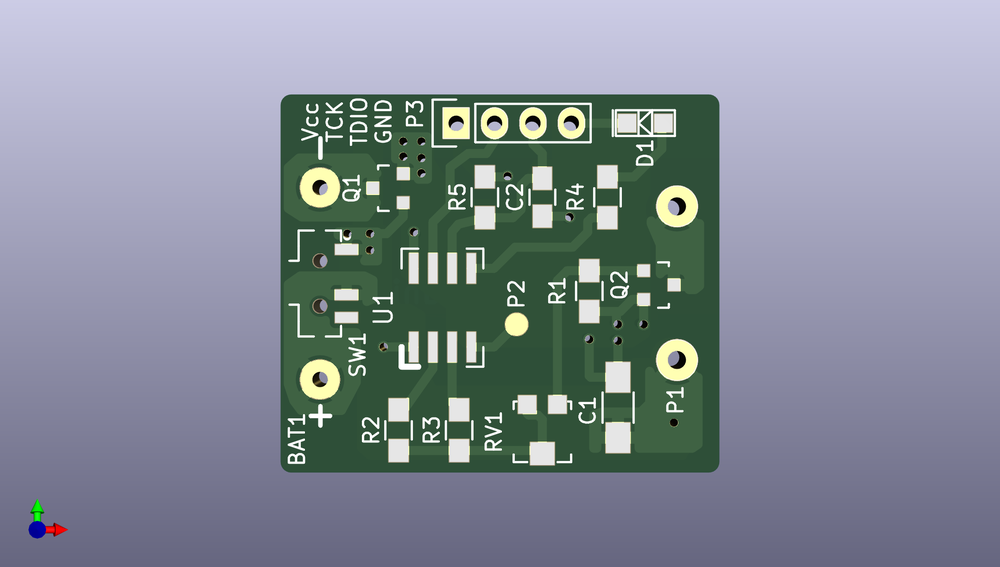 Vcc
TCK
TDIO
GND
P3
D1
Q1
R5
C2
R4
U1
P2
R1
Q2
SW1
+
BAT1
R2
R3
RV1
C1
P1